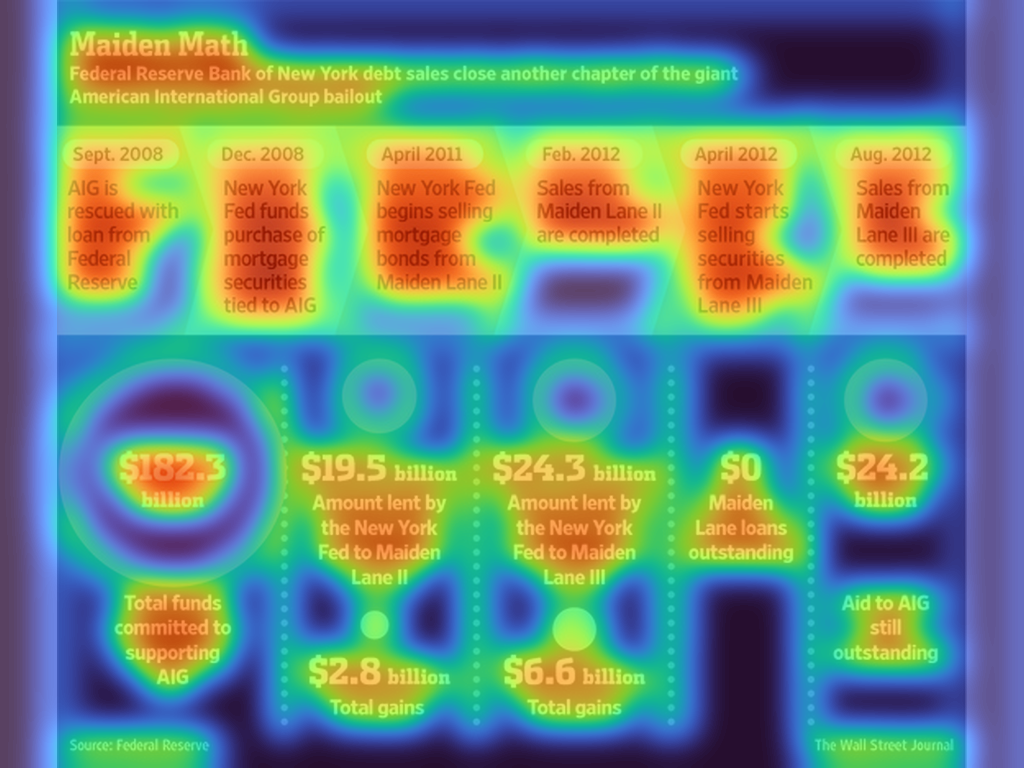 Maiden Math
Federal Reserve Bank of New York debt sales close another chapter of the giant
American International Group bailout
Sept. 2008
AIG is
rescued with
loan from
Federal
Reserve
Dec. 2008
New York
Fed funds
purchase of
mortgage
securities
tied to AIG
April 2011
New York Fed
begins selling
mortgage
bonds from
Maiden Lane II
Feb. 2012
Sales from
Maiden Lane II
are completed
April 2012
New York
Fed starts
selling
securities
from Maiden
Lane III
Aug. 2012
Sales from
Maiden
Lane III are
completed
$182.3
billion
Total funds
committed to
supporting
AIG
$19.5 billion
Amount lent by
the New York
Fed to Maiden
Lane II
$2.8 billion
Total gains
$24.3 billion
Amount lent by
the New York
Fed to Maiden
Lane III
$6.6 billion
Total gains
$0
Maiden
Lane loans
outstanding
$24.2
billion
Aid to AIG
still
outstanding
Source: Federal Reserve
The Wall Street Journal